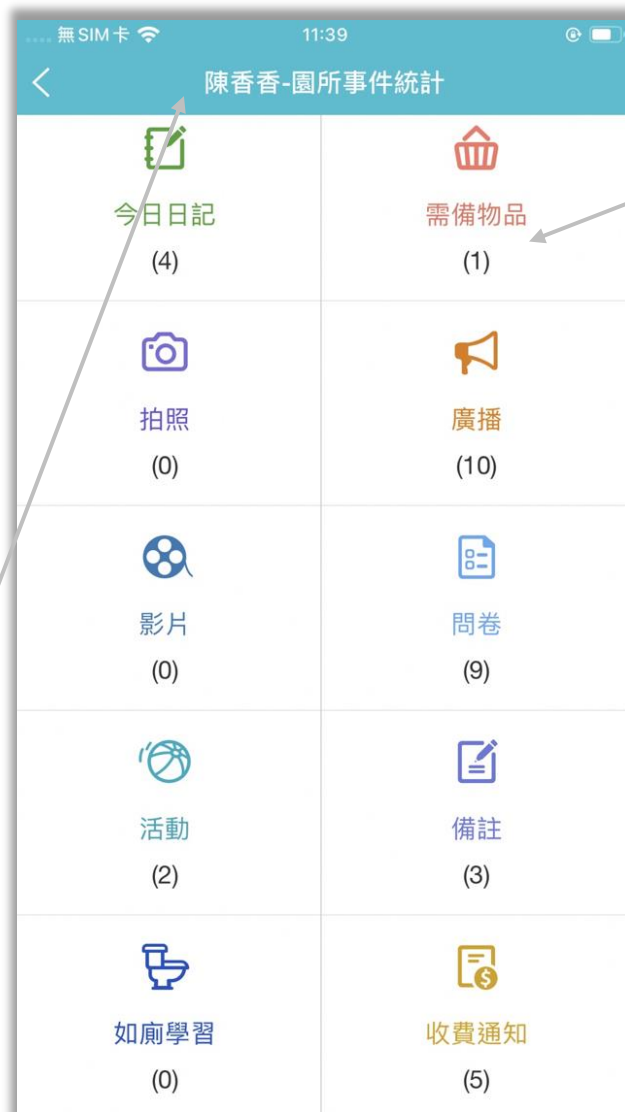 無SIM卡 11:39
陳香香-園所事件統計
今日日記 需備物品
(4) (1)
拍照 廣播
(0) (10)
影片 問卷
(0) (9)
活動 備註
(2) (3)
如廁學習 收費通知
(0) (5)